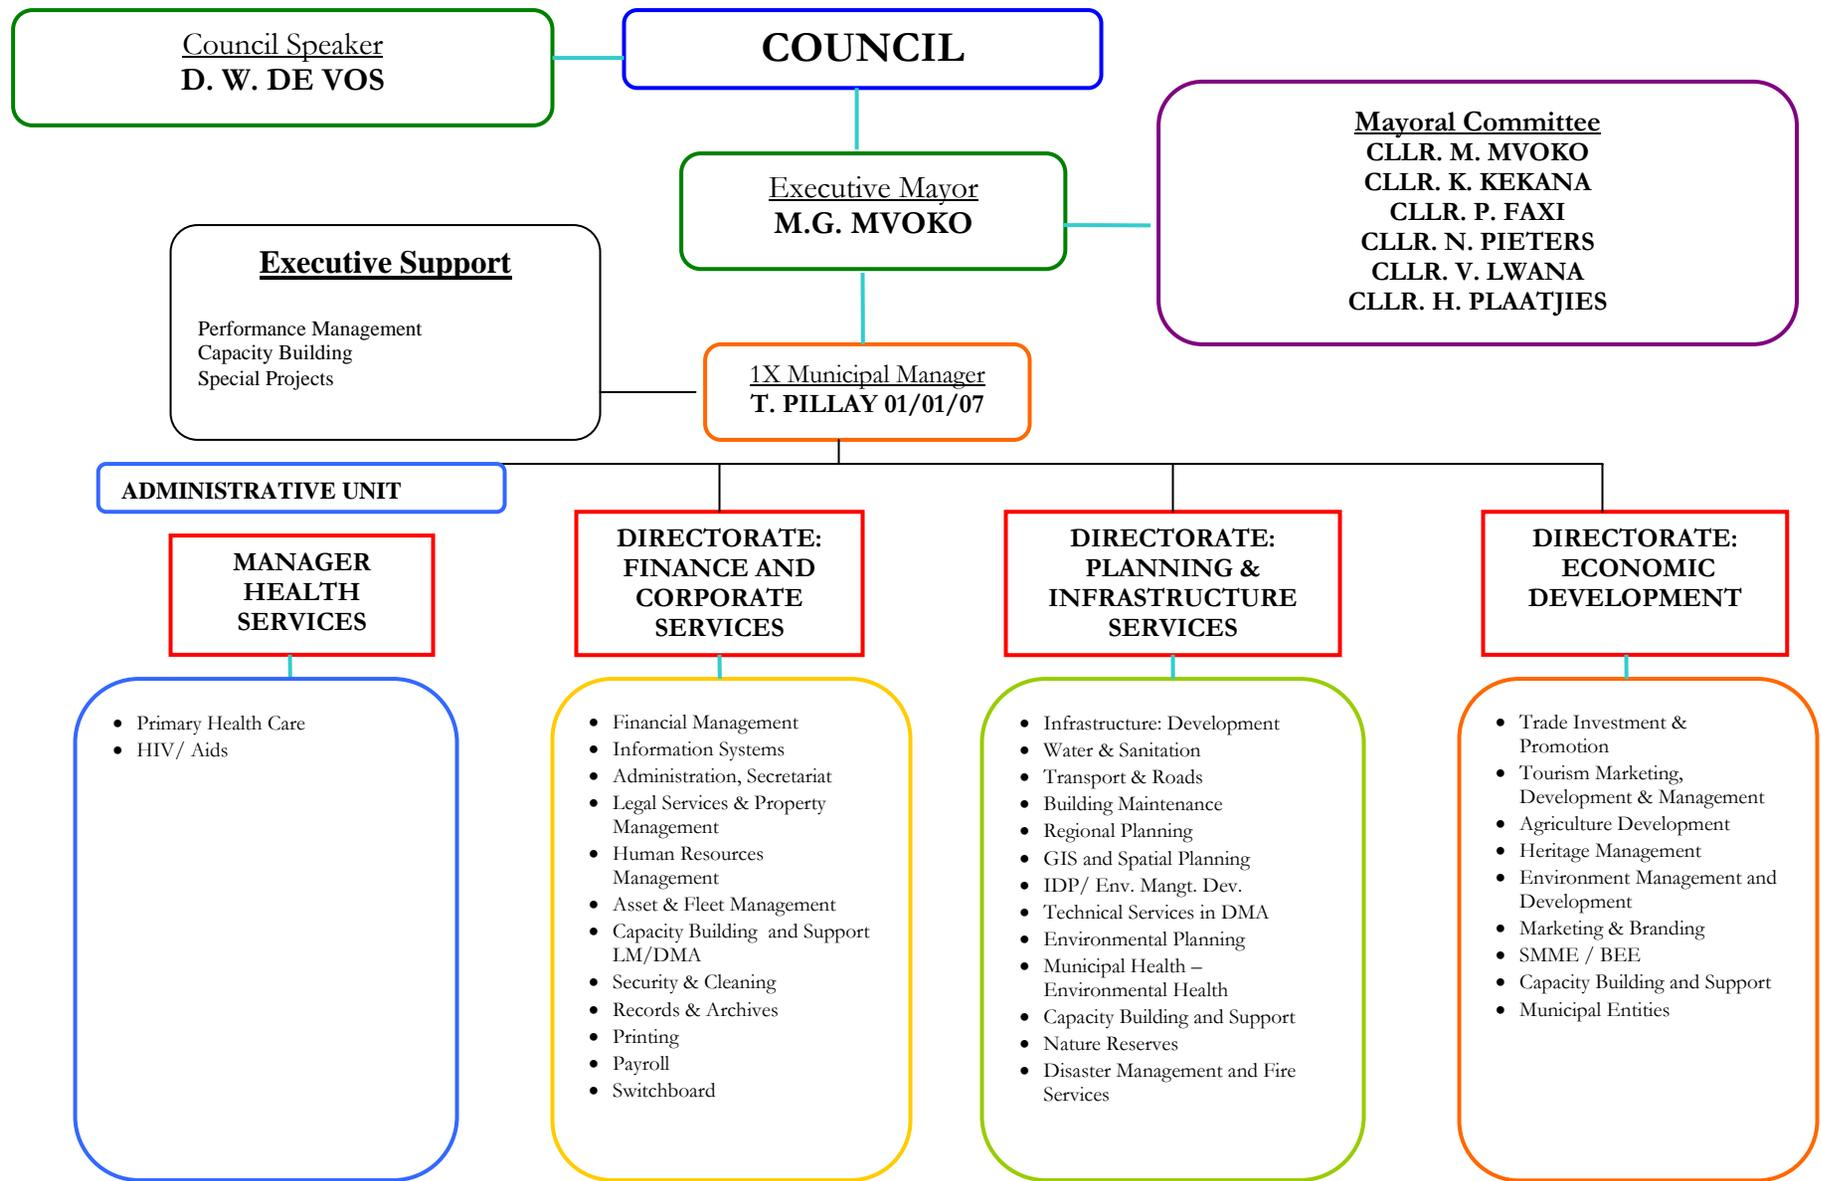 Council Speaker
D. W. DE VOS
COUNCIL
Mayoral Committee
CLLR. M. MVOKO
CLLR. K. KEKANA
CLLR. P. FAXI
CLLR. N. PIETERS
CLLR. V. LWANA
CLLR. H. PLAATJIES
Executive Mayor
M.G. MVOKO
Executive Support
Performance Management
Capacity Building
Special Projects
1X Municipal Manager
T. PILLAY 01/01/07
ADMINISTRATIVE UNIT
MANAGER
HEALTH
SERVICES
• Primary Health Care
• HIV/ Aids
DIRECTORATE:
FINANCE AND
CORPORATE
SERVICES
• Financial Management
• Information Systems
• Administration, Secretariat
• Legal Services & Property
Management
• Human Resources
Management
• Asset & Fleet Management
• Capacity Building  and Support
LM/DMA
• Security & Cleaning
• Records & Archives
• Printing
• Payroll
• Switchboard
DIRECTORATE:
PLANNING &
INFRASTRUCTURE
SERVICES
• Infrastructure: Development
• Water & Sanitation
• Transport & Roads
• Building Maintenance
• Regional Planning
• GIS and Spatial Planning
• IDP/ Env. Mangt. Dev.
• Technical Services in DMA
• Environmental Planning
• Municipal Health –
Environmental Health
• Capacity Building and Support
• Nature Reserves
• Disaster Management and Fire
Services
DIRECTORATE:
ECONOMIC
DEVELOPMENT
• Trade Investment &
Promotion
• Tourism Marketing,
Development & Management
• Agriculture Development
• Heritage Management
• Environment Management and
Development
• Marketing & Branding
• SMME / BEE
• Capacity Building and Support
• Municipal Entities